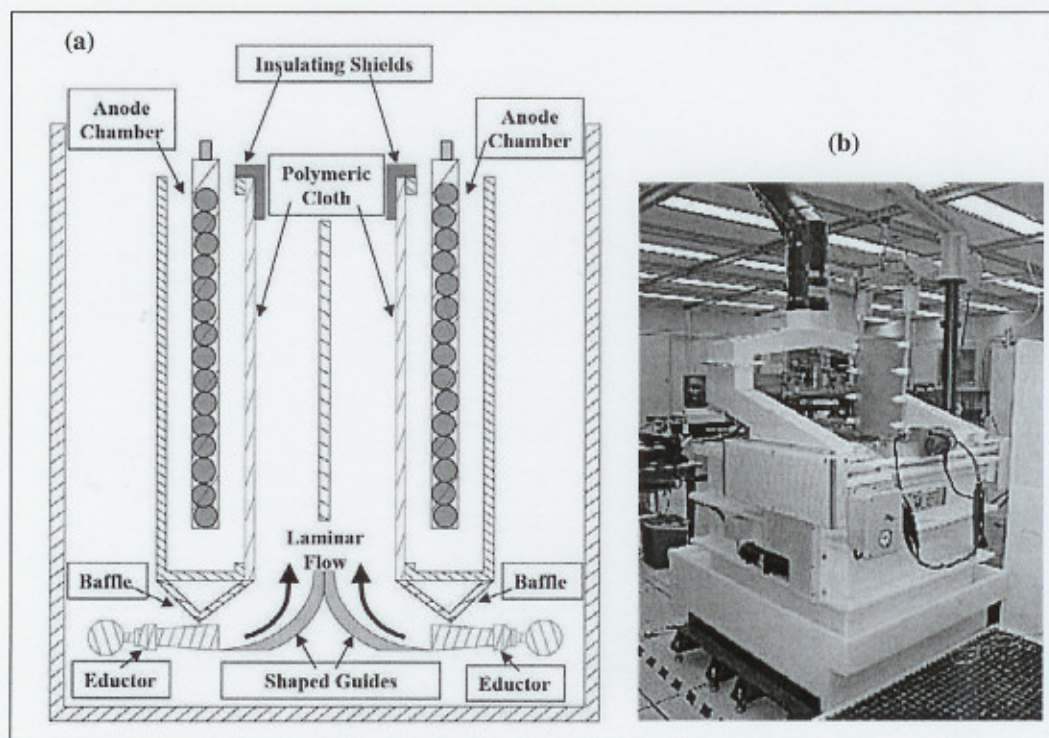 (a)
Insulating Shields
Anode
Chamber
Anode
Chamber
(b)
Polymeric
Cloth
Laminar
Flow
Baffle
Baffle
Eductor
Shaped Guides
Eductor